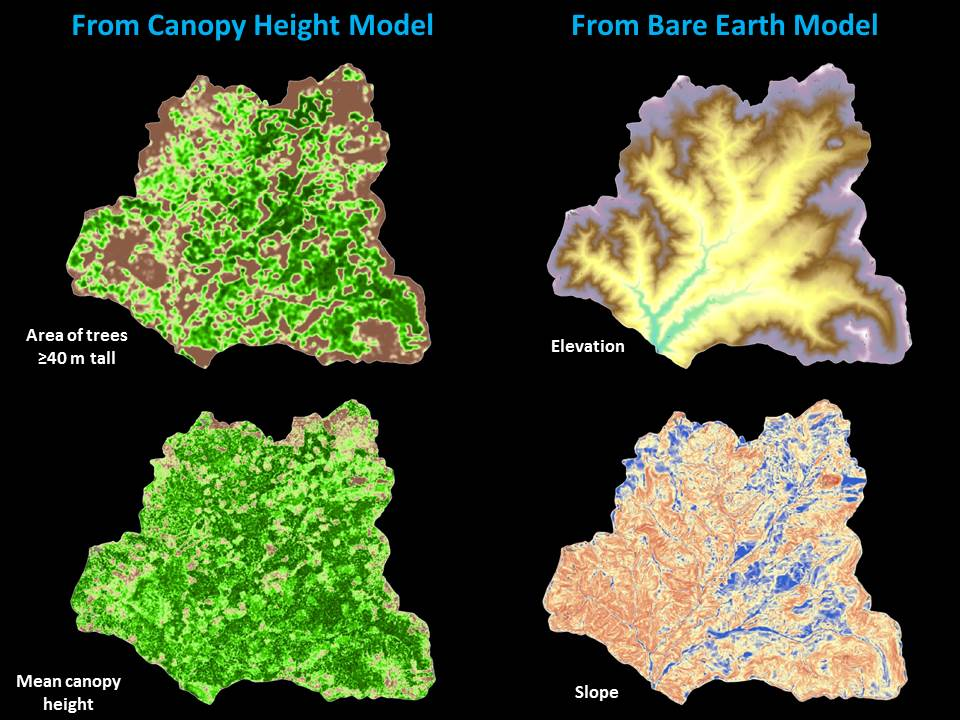 From Canopy Height Model
From Bare Earth Model
Area of trees
≥40 m tall
Elevation
Mean canopy
height
Slope